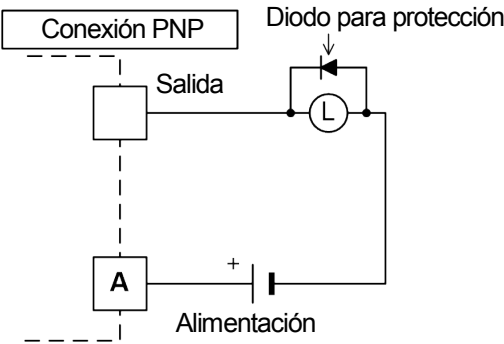 Diodo para protección
Conexión PNP
Salida
L
A
+
Alimentación